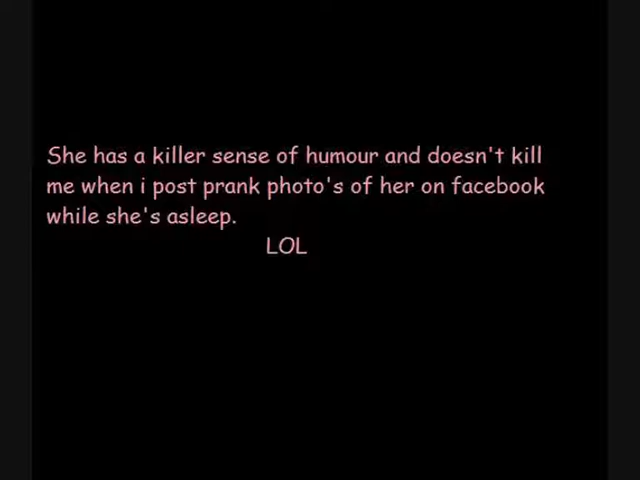 She has a killer sense of humour and doesn't kill
me when i post prank photo's of her on facebook
while she's asleep.
LOL